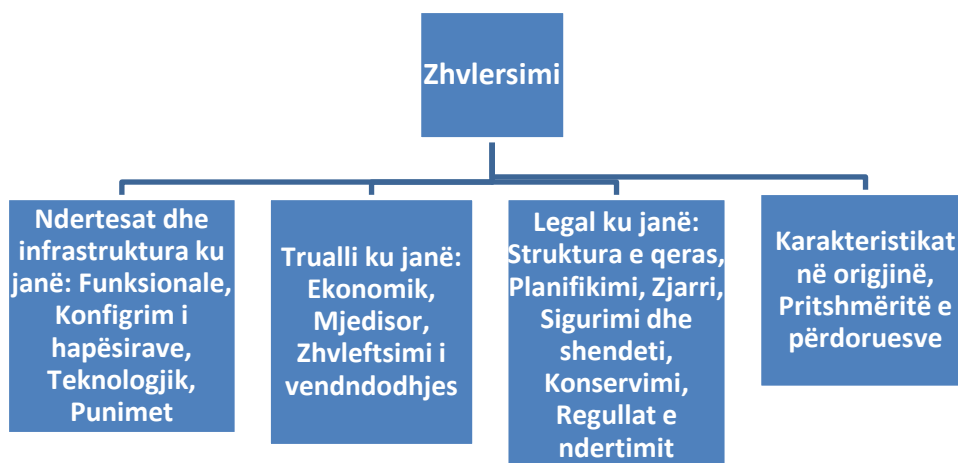 Zhvlersimi
Ndertesat dhe
infrastruktura ku
janë: Funksionale,
Konfigrim i
hapësirave,
Teknologjik,
Punimet
Trualli ku janë:
Ekonomik,
Mjedisor,
Zhvleftsimi i
vendndodhjes
Legal ku janë:
Struktura e qeras,
Planifikimi, Zjarri,
Sigurimi dhe
shendeti,
Konservimi,
Regullat e
ndertimit
Karakteristikat
në origjinë,
Pritshmëritë e
përdoruesve